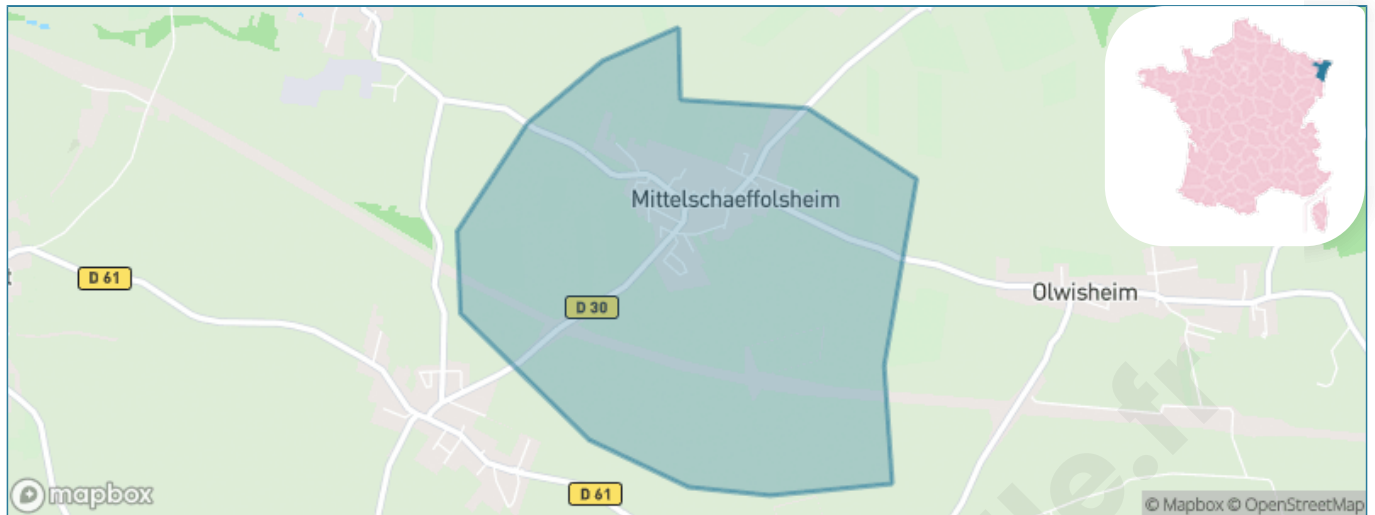 Mittelschaeffolsheim
D 61
Olwisheim
D 30
D 61
mapbox
© Mapbox © OpenStreetMap